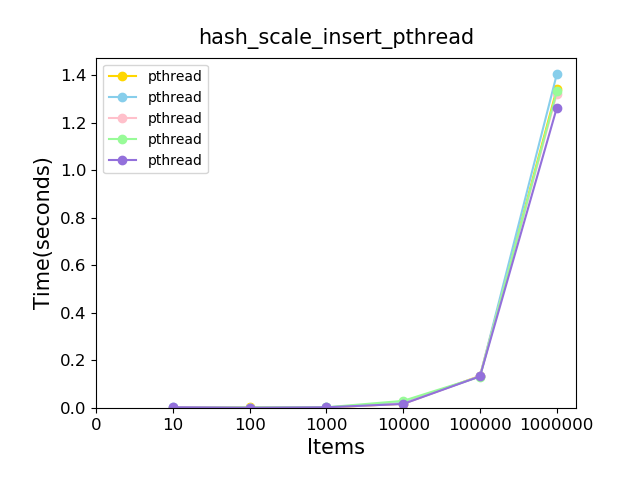 hash_scale_insert_pthread
pthread
pthread
pthread
pthread
pthread
Time(seconds)
1.4
1.2
1.0
0.8
0.6
0.4
0.2
0.0
0 10 100 1000 10000 100000 1000000
Items